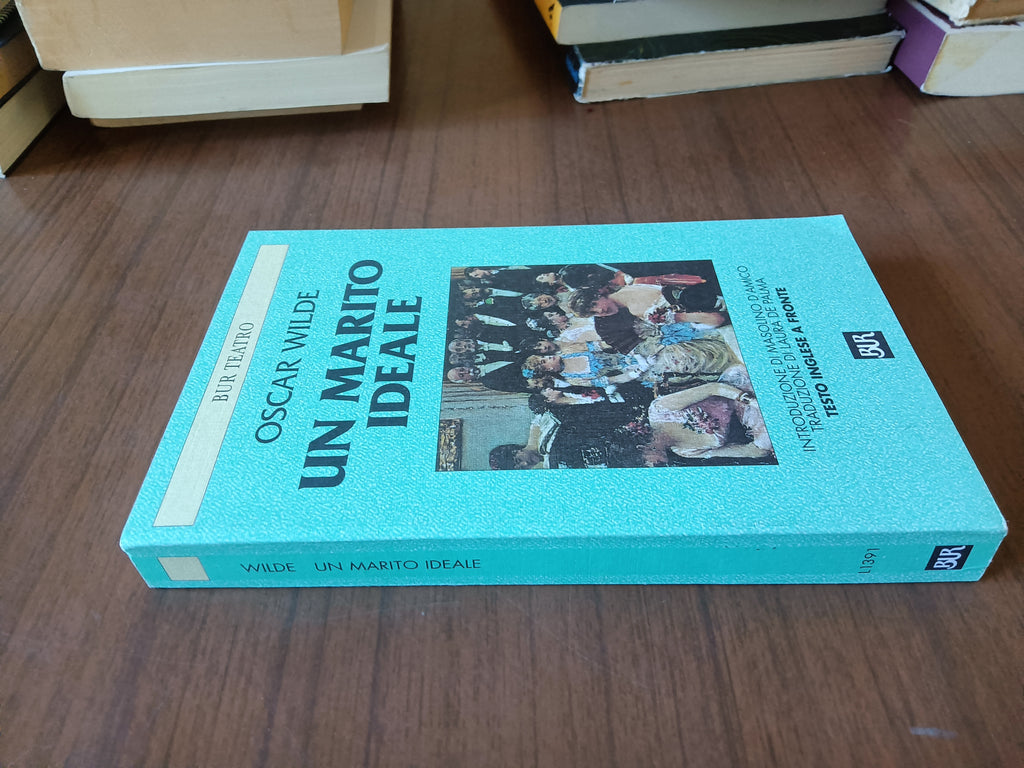 BUR TEATRO
OSCAR WILDE
UN MARITO
IDEALE
INTRODUZIONE DI MASOLINO D'AMICO
TRADUZIONE DI LAURA DE PALMA
TESTO INGLESE A FRONTE
BUR
WILDE UN MARITO IDEALE
L1391
BUR